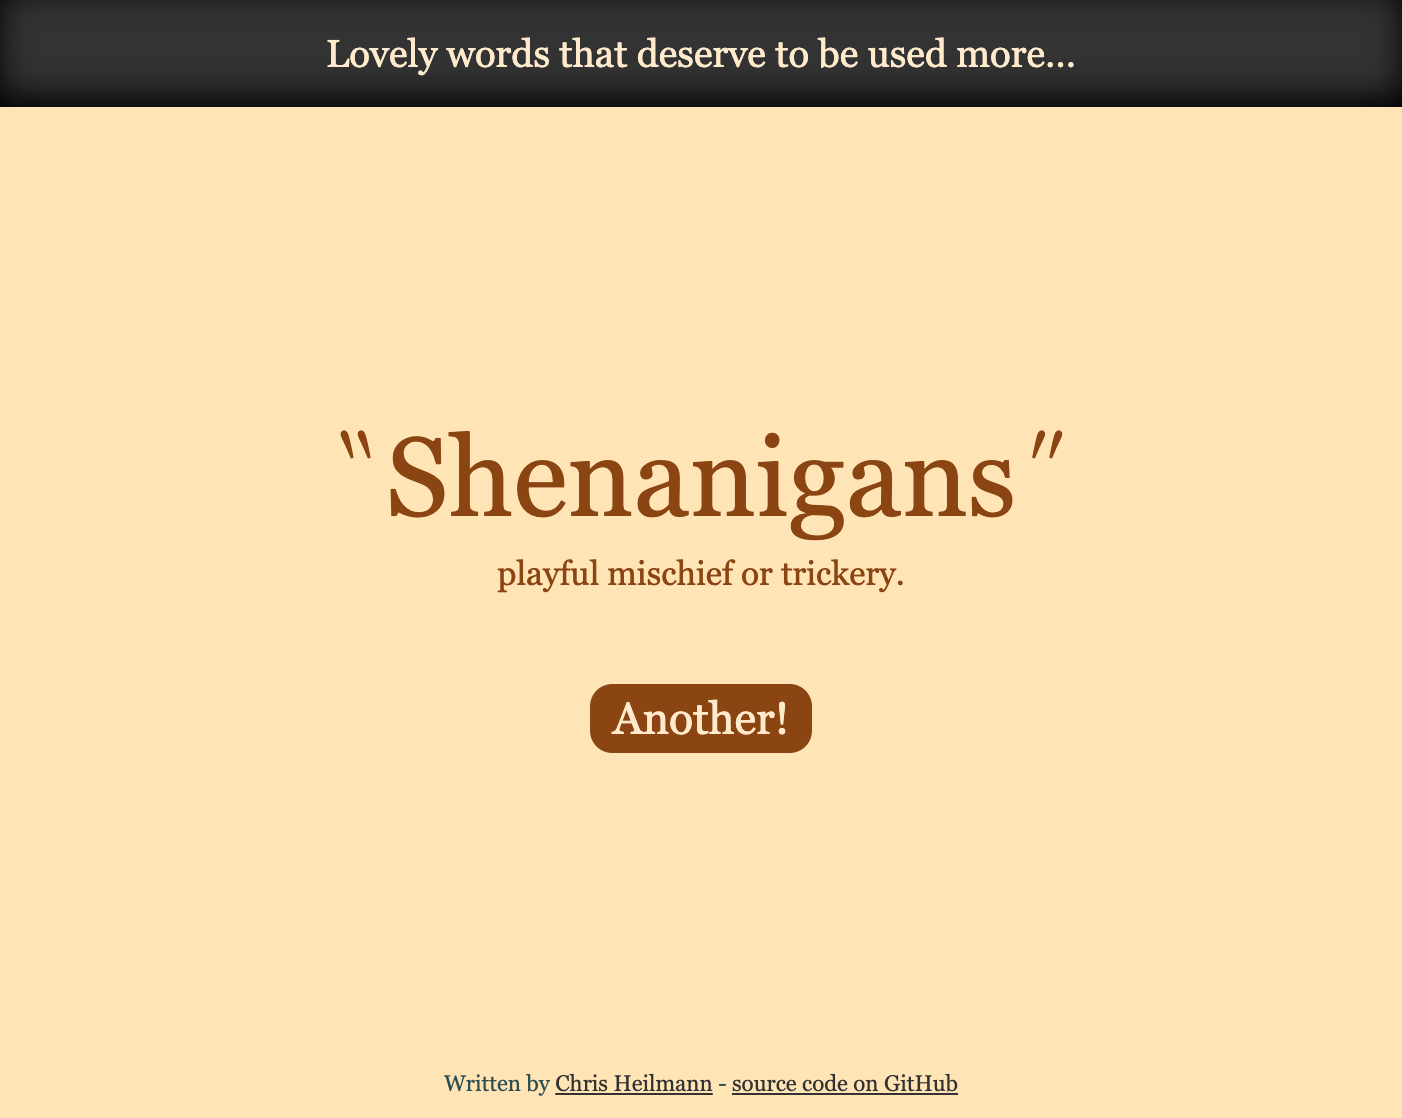 Lovely words that deserve to be used more...
‟Shenanigans″
playful mischief or trickery.
Another!
Written by Chris Heilmann - source code on GitHub